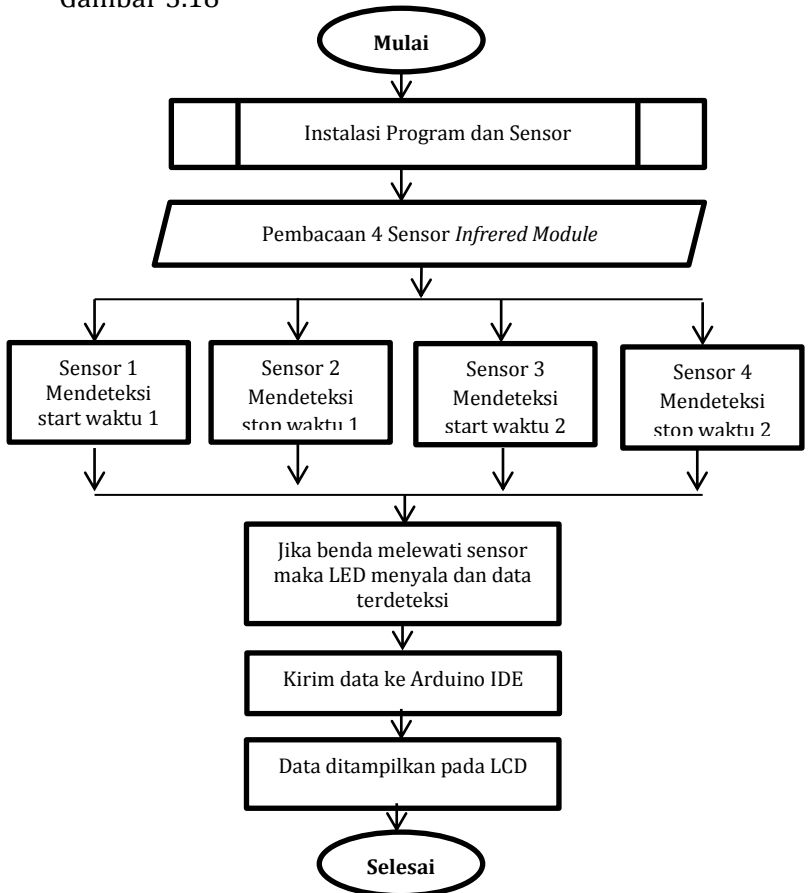 Gambar 3.18
Mulai
Instalasi Program dan Sensor
Pembacaan 4 Sensor Infrered Module
Sensor 1
Mendeteksi
start waktu 1
Sensor 2
Mendeteksi
stop waktu 1
Sensor 3
Mendeteksi
start waktu 2
Sensor 4
Mendeteksi
stop waktu 2
Jika benda melewati sensor
maka LED menyala dan data
terdeteksi
Kirim data ke Arduino IDE
Data ditampilkan pada LCD
Selesai